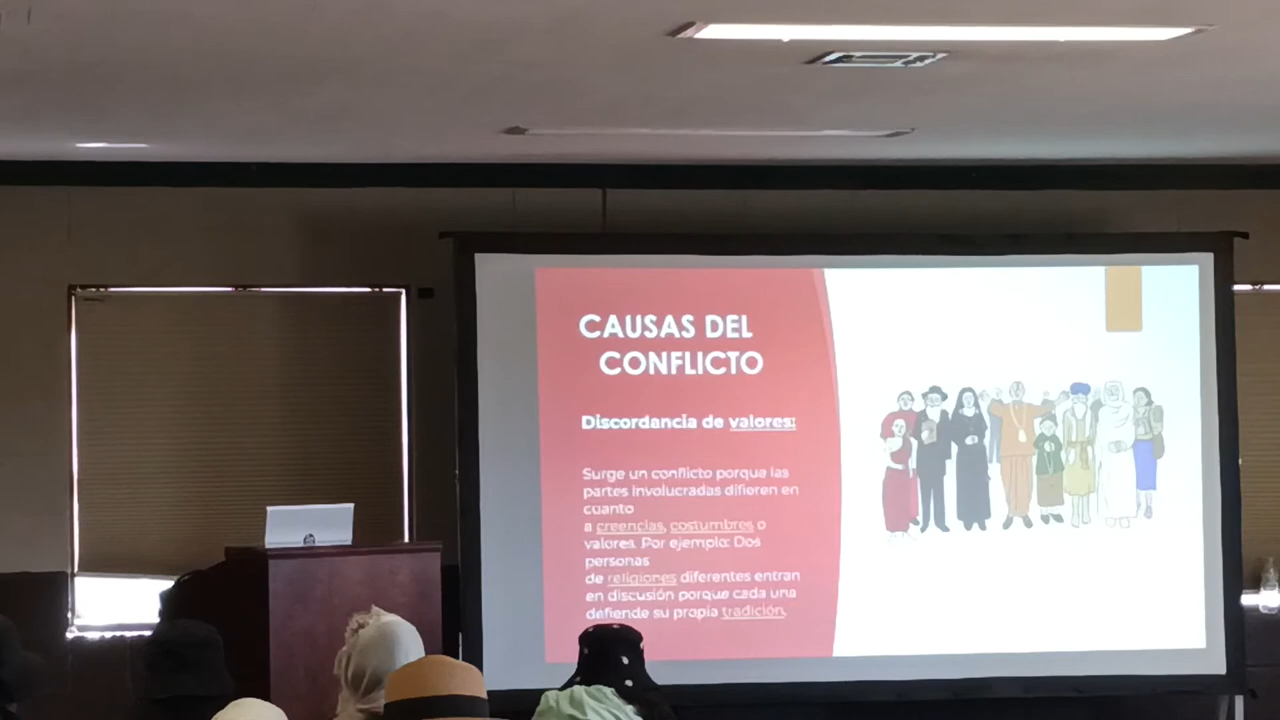 CAUSAS DEL
CONFLICTO
Discordancia de valores:
Surge un conflicto porque las
partes involucradas difieren en
cuanto
a creencias, costumbres o
valores. Por ejemplo: Dos
personas
de religiones diferentes entran
en discusión porque cada una
defiende su propia tradición.